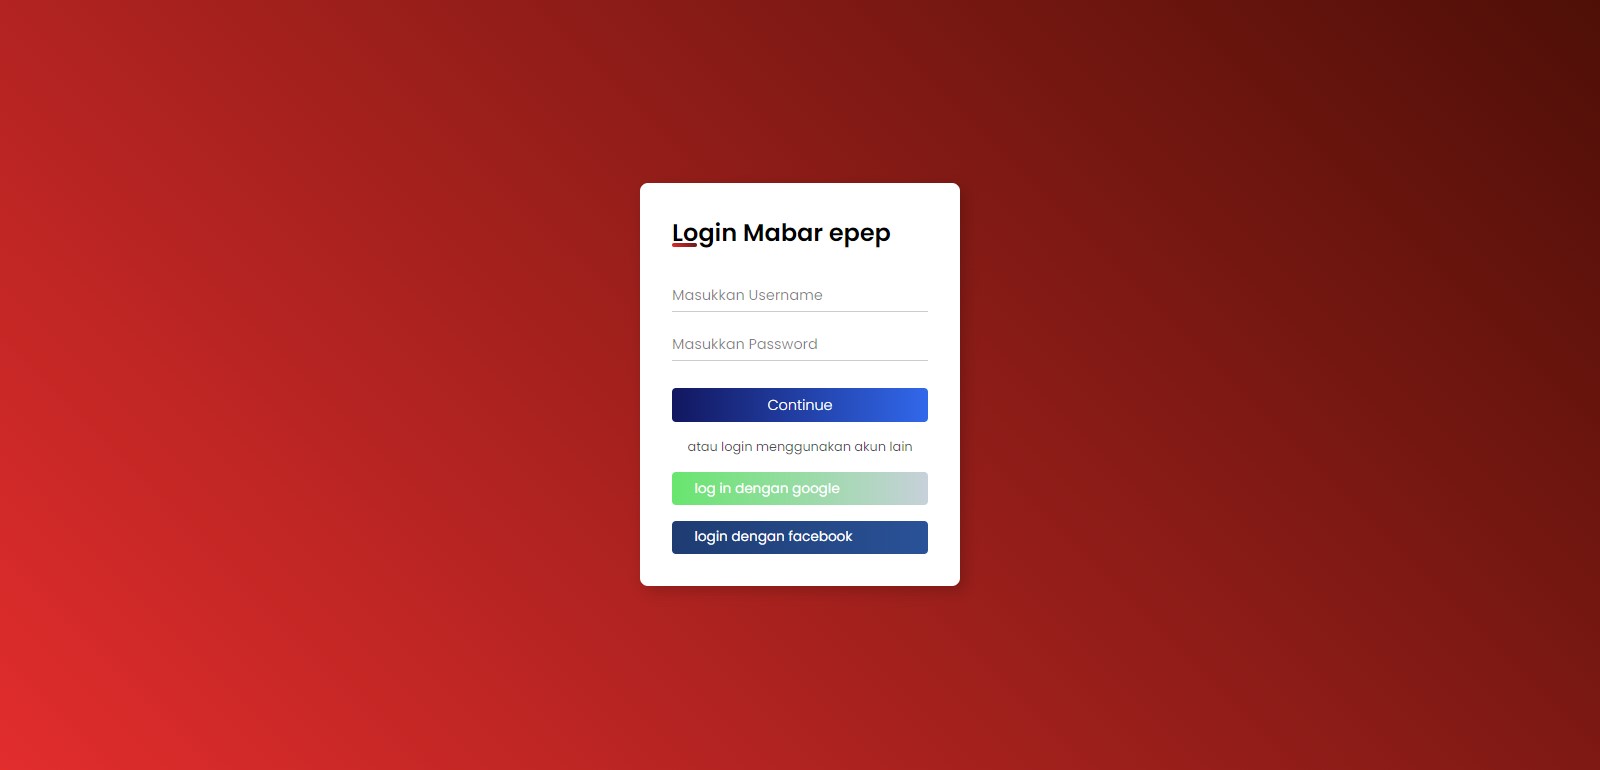 Login Mabar epep
Masukkan Username
Masukkan Password
Continue
atau login menggunakan akun lain
log in dengan google
login dengan facebook